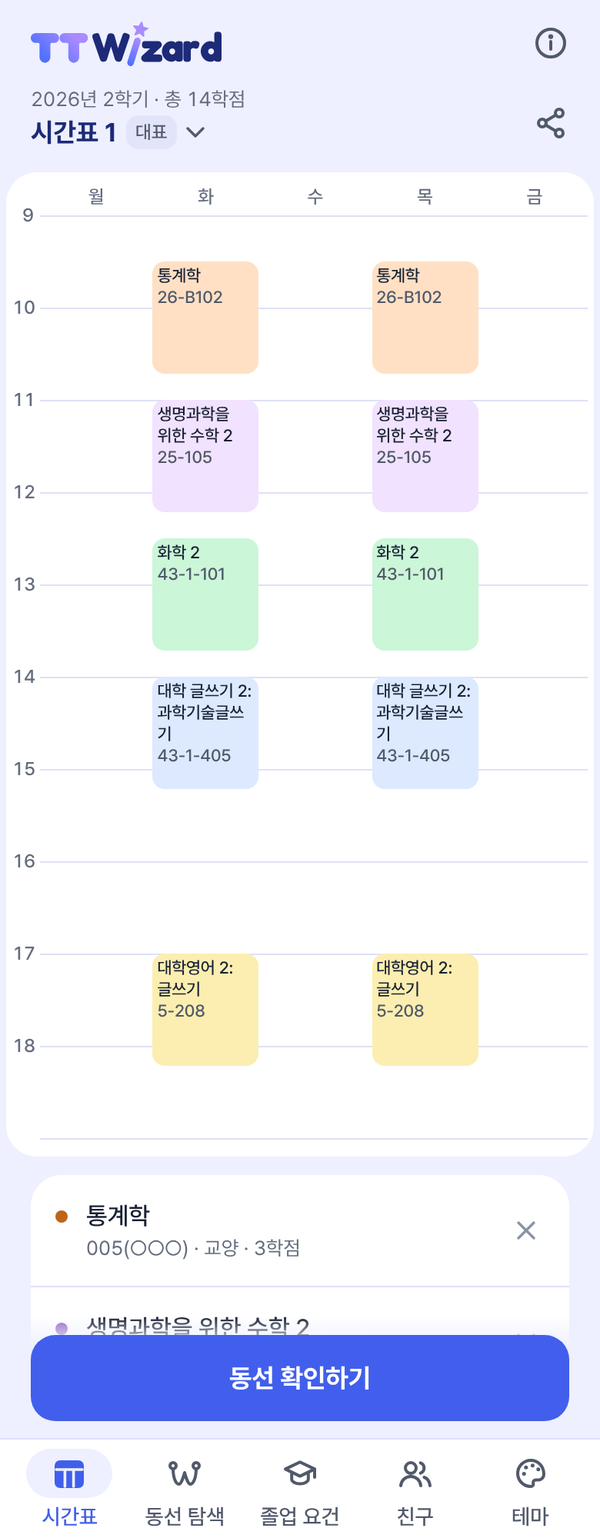 TTWizard
2026년 2학기 · 총 14학점
시간표 1 대표
월 화 수 목 금
9
통계학 통계학
26-B102 26-B102
10
11
생명과학을 생명과학을
위한 수학 2 위한 수학 2
25-105 25-105
12
화학 2 화학 2
43-1-101 43-1-101
13
14
대학 글쓰기 2: 대학 글쓰기 2:
과학기술글쓰 과학기술글쓰
기 기
43-1-405 43-1-405
15
16
17
대학영어 2: 대학영어 2:
글쓰기 글쓰기
5-208 5-208
18
통계학
005(○○○) · 교양 · 3학점
생명과학을 위한 수학 2
동선 확인하기
시간표 동선 탐색 졸업 요건 친구 테마